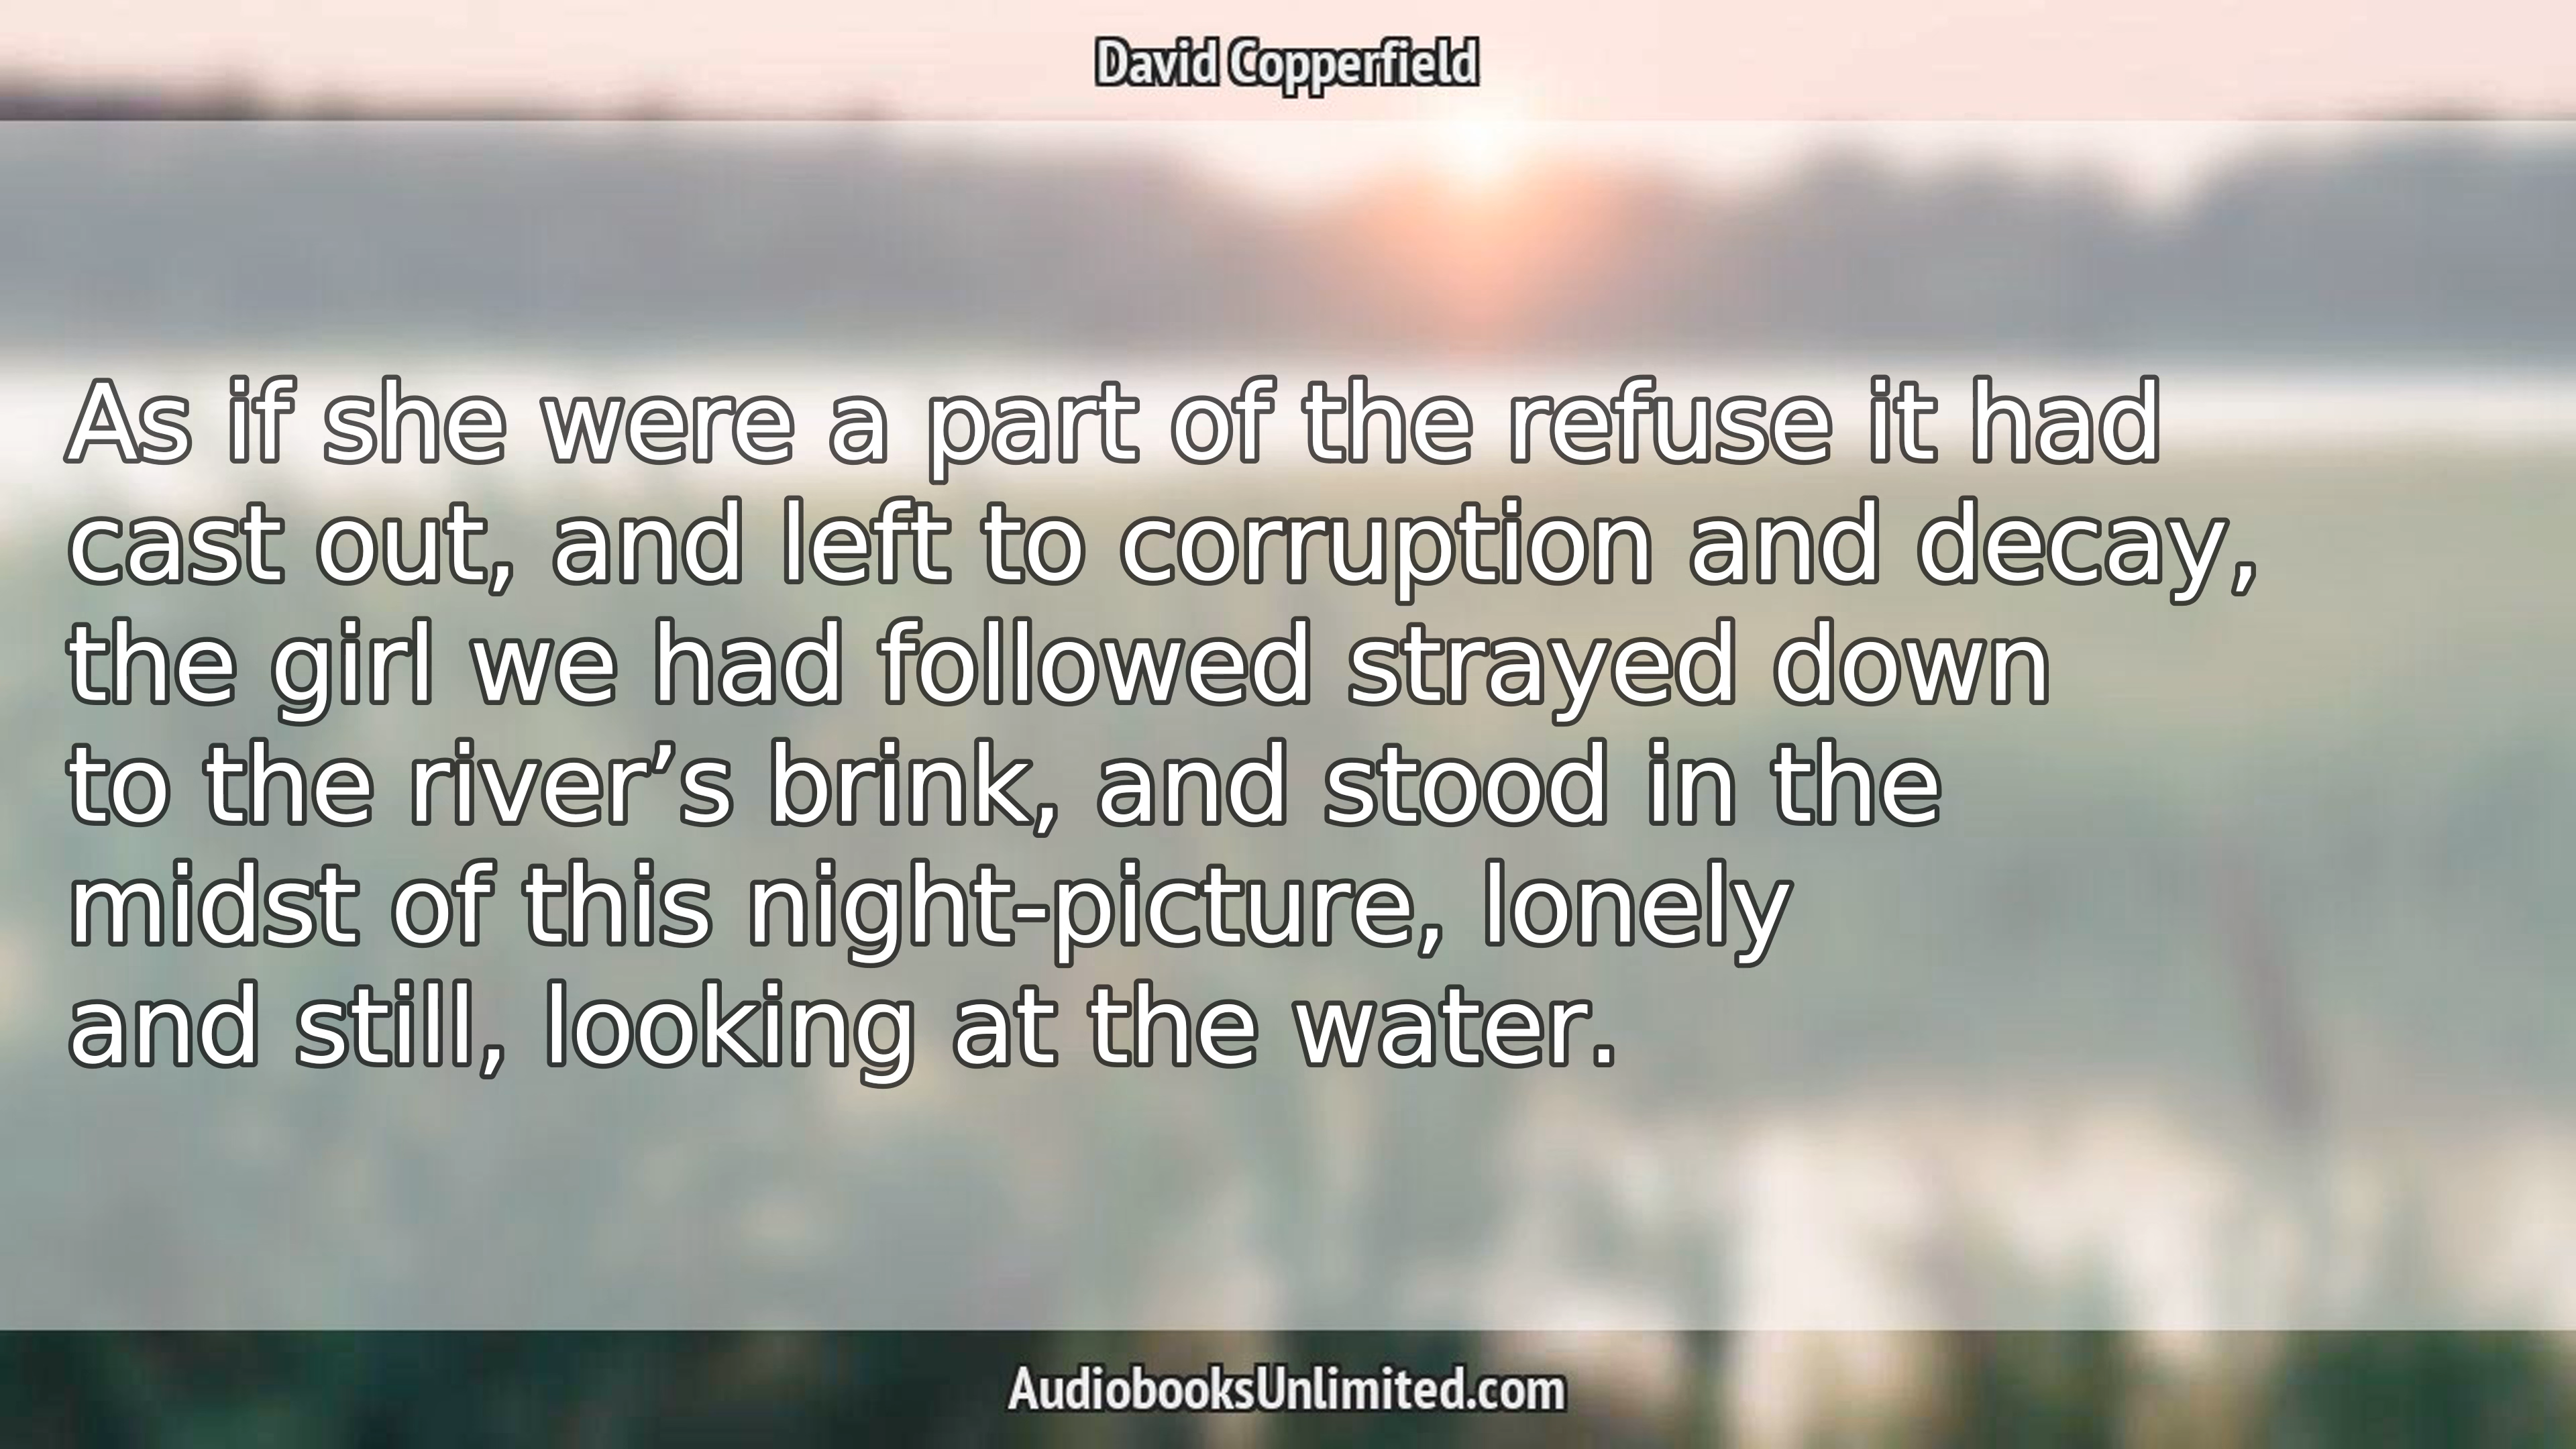 David Copperfield
As if she were a part of the refuse it had
cast out, and left to corruption and decay,
the girl we had followed strayed down
to the river’s brink, and stood in the
midst of this night-picture, lonely
and still, looking at the water.
AudiobooksUnlimited.com